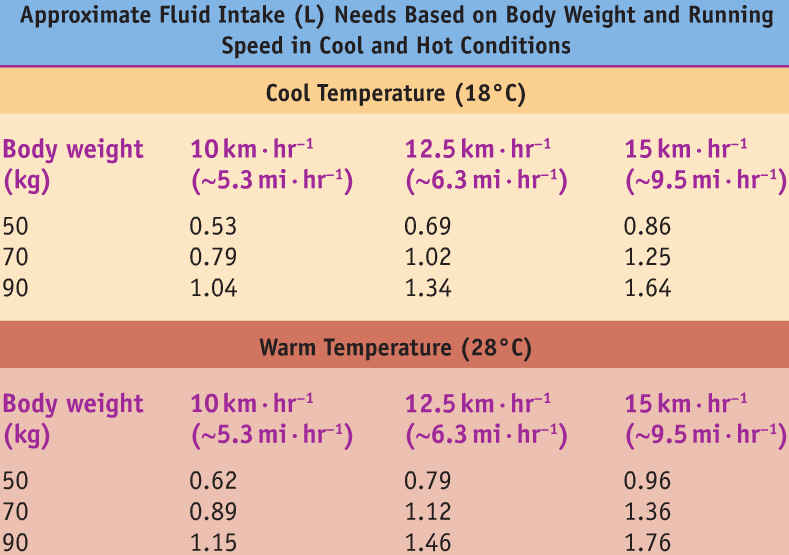 Approximate Fluid Intake (L) Needs Based on Body Weight and Running
Speed in Cool and Hot Conditions
Cool Temperature (18°C)
Body weight 10 km · hr⁻¹ 12.5 km · hr⁻¹ 15 km · hr⁻¹
(kg) (~5.3 mi · hr⁻¹) (~6.3 mi · hr⁻¹) (~9.5 mi · hr⁻¹)
50 0.53 0.69 0.86
70 0.79 1.02 1.25
90 1.04 1.34 1.64
Warm Temperature (28°C)
Body weight 10 km · hr⁻¹ 12.5 km · hr⁻¹ 15 km · hr⁻¹
(kg) (~5.3 mi · hr⁻¹) (~6.3 mi · hr⁻¹) (~9.5 mi · hr⁻¹)
50 0.62 0.79 0.96
70 0.89 1.12 1.36
90 1.15 1.46 1.76